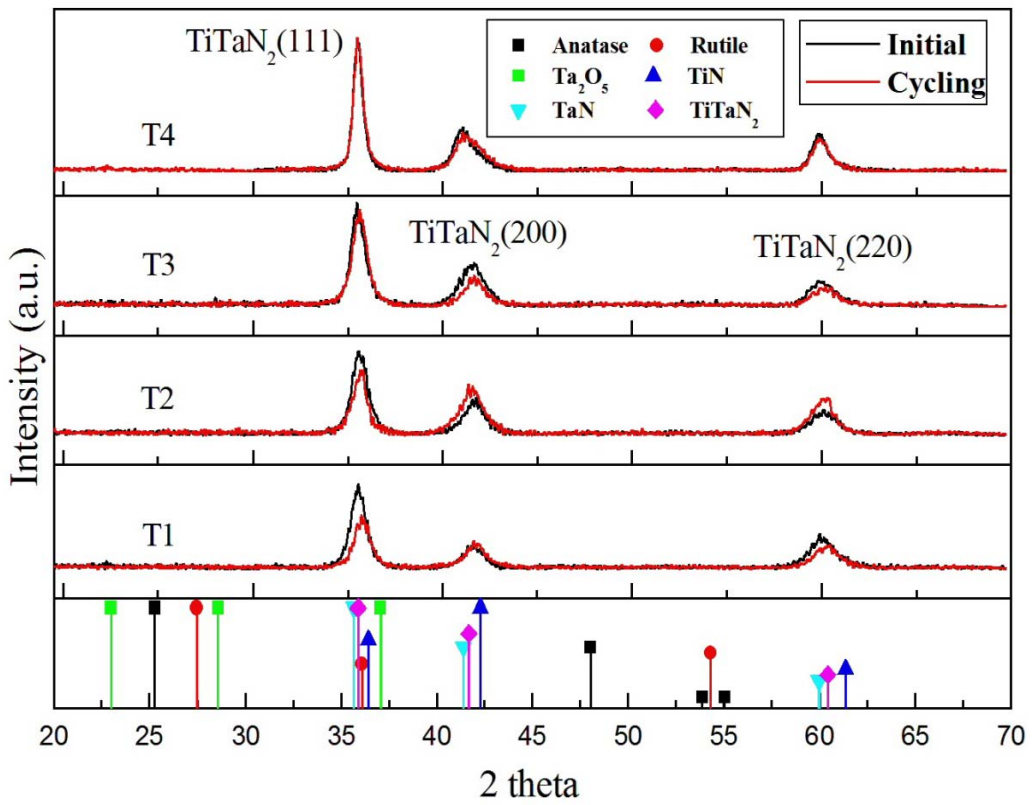 TiTaN₂(111)
Anatase
Rutile
Ta₂O₅
TiN
TaN
TiTaN₂
Initial
Cycling
T4
TiTaN₂(200)
TiTaN₂(220)
T3
T2
T1
Intensity (a.u.)
20 25 30 35 40 45 50 55 60 65 70
2 theta